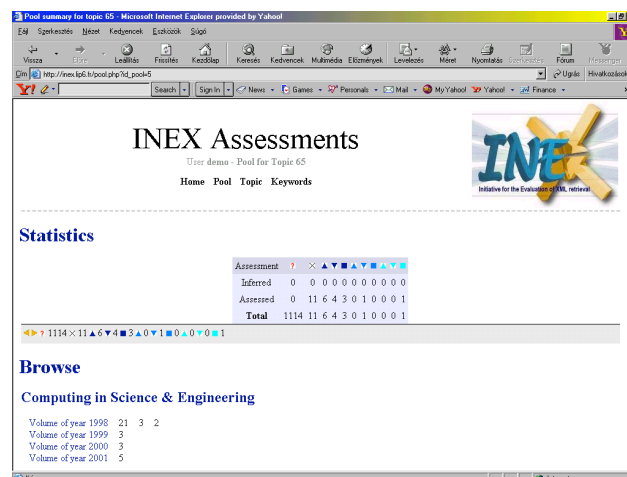 Pool summary for topic 65 - Microsoft Internet Explorer provided by Yahoo!
Fájl Szerkesztés Nézet Kedvencek Eszközök Súgó
Vissza Előre Leállítás Frissítés Kezdőlap Keresés Kedvencek Multimédia Előzmények Levelezés Méret Nyomtatás Szerkesztés Fórum Messenger
Cím http://inex.lip6.fr/pool.php?id_pool=5 Ugrás Hivatkozások
Y! Search Sign In News Games Personals Mail My Yahoo! Yahoo! Finance
INEX Assessments
User demo - Pool for Topic 65
Home Pool Topic Keywords
INEX
Initiative for the Evaluation of XML retrieval
Statistics
Assessment ? × ▲ ▼ ■ ▲ ▼ ■ ▲ ▼ ■
Inferred 0 0 0 0 0 0 0 0 0 0 0
Assessed 0 11 6 4 3 0 1 0 0 0 1
Total 1114 11 6 4 3 0 1 0 0 0 1
? 1114 × 11 ▲ 6 ▼ 4 ■ 3 ▲ 0 ▼ 1 ■ 0 ▲ 0 ▼ 0 ■ 1
Browse
Computing in Science & Engineering
Volume of year 1998 21 3 2
Volume of year 1999 3
Volume of year 2000 3
Volume of year 2001 5